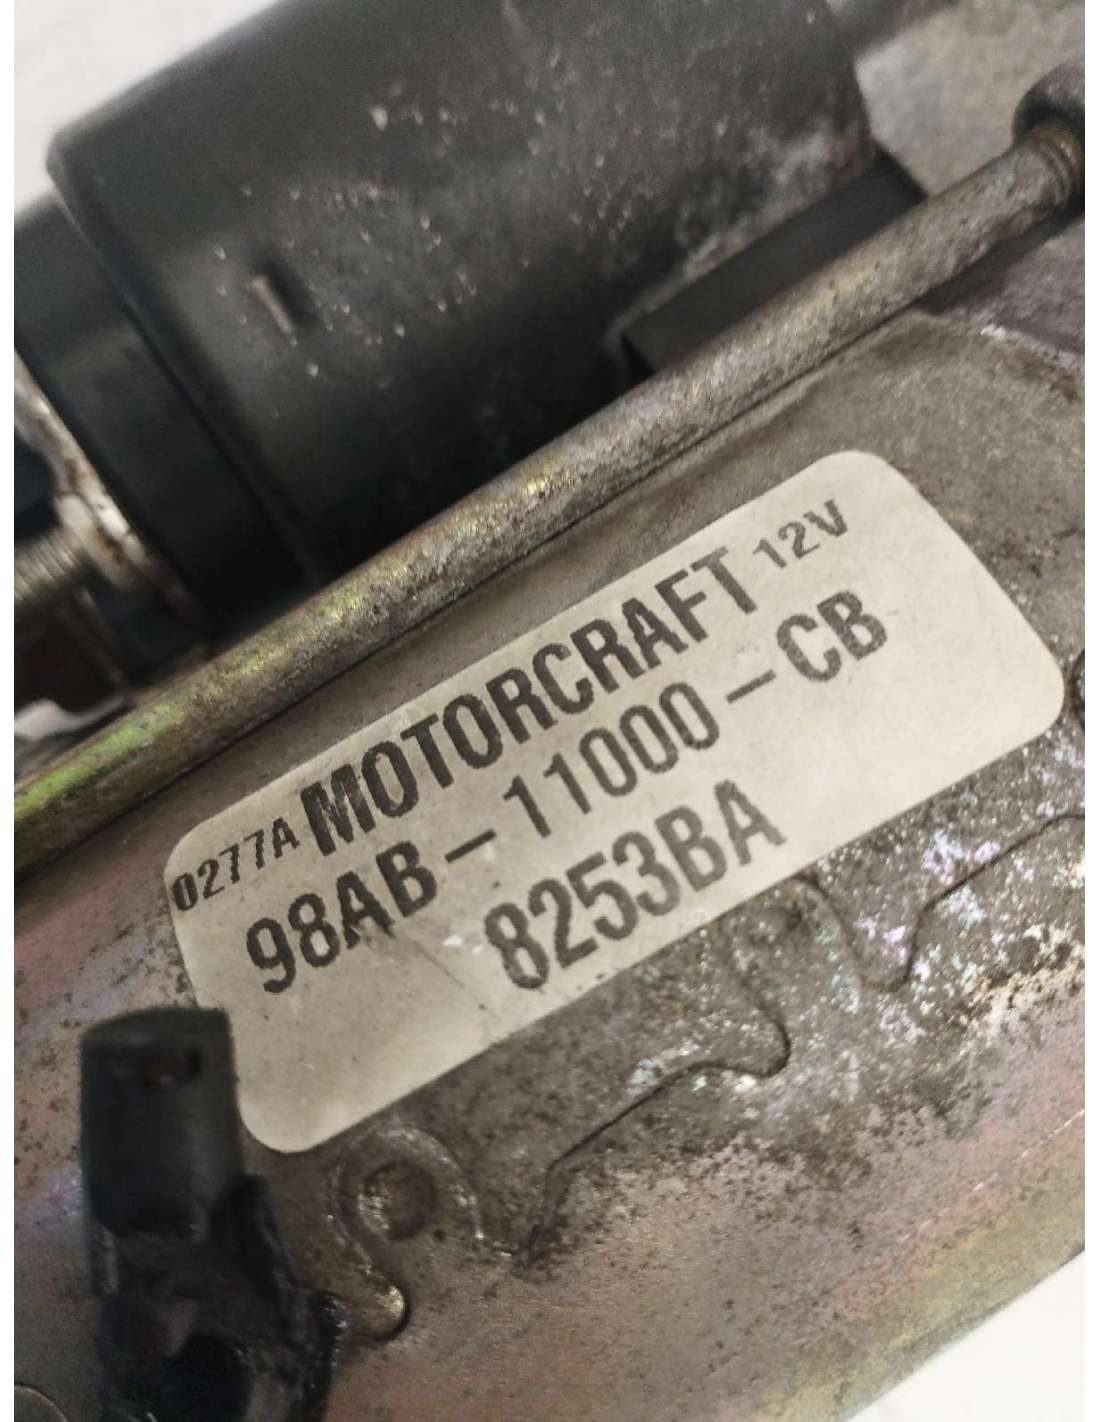 0277A MOTORCRAFT 12V
98AB-11000-CB
8253BA